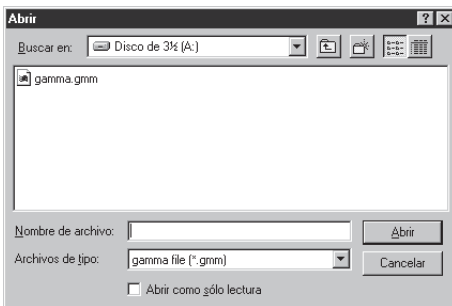 Abrir
Buscar en: Disco de 3½ (A:)
gamma.gmm
Nombre de archivo: Abrir
Archivos de tipo: gamma file (*.gmm) Cancelar
Abrir como sólo lectura